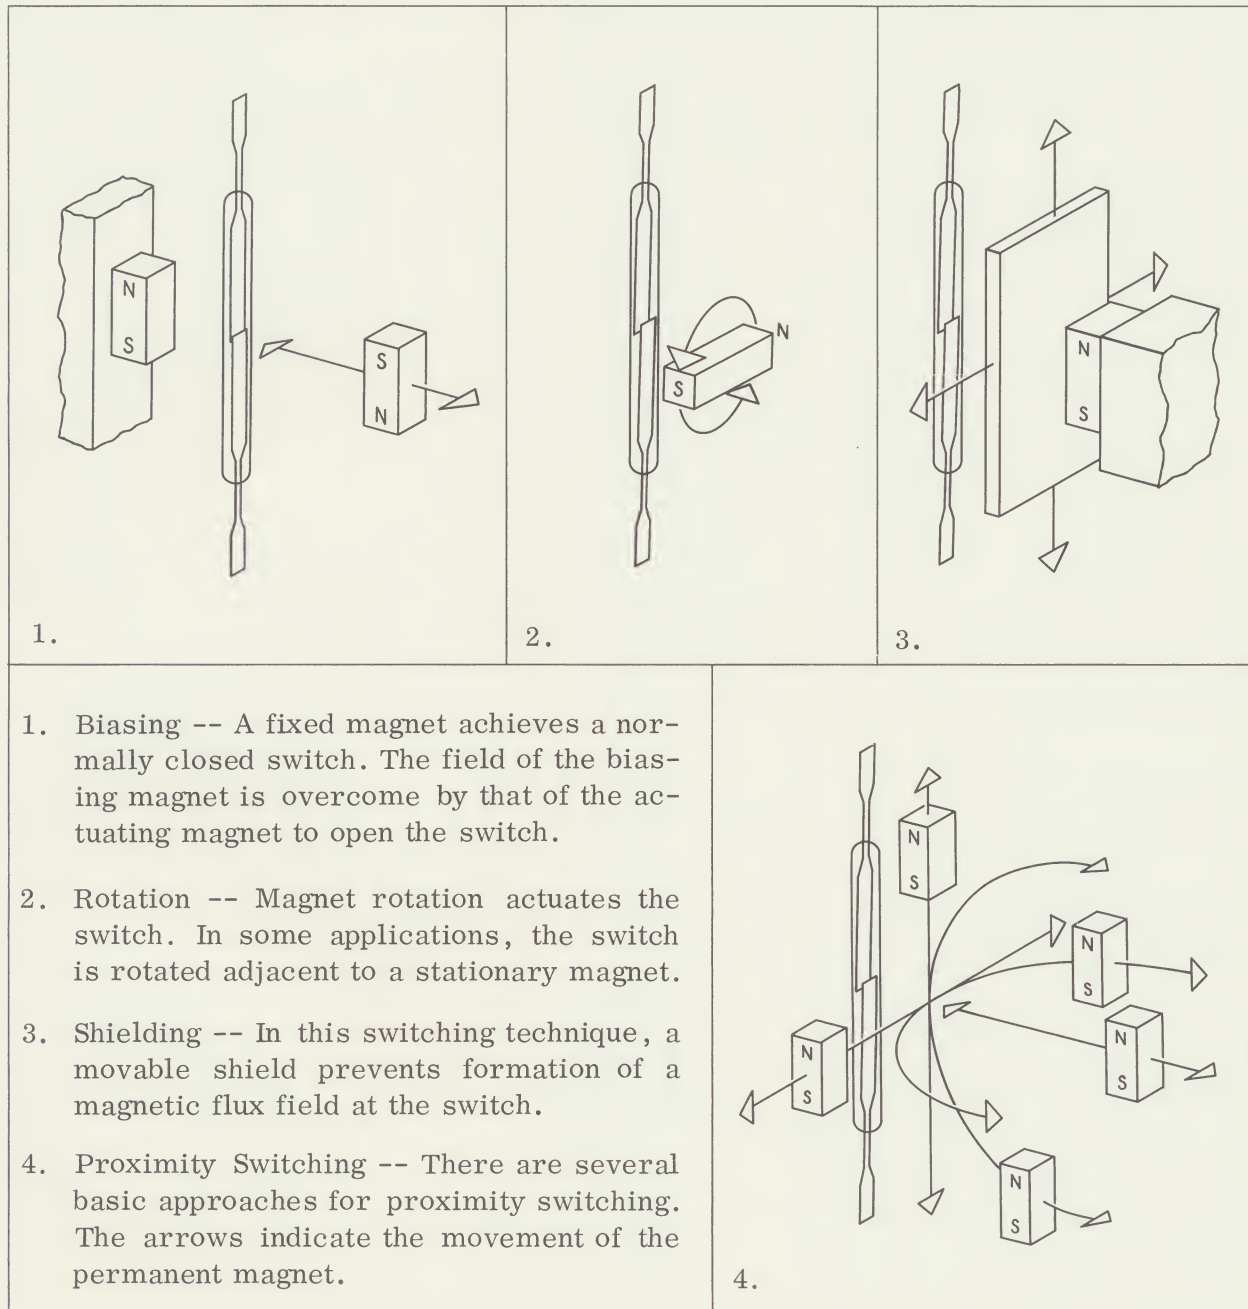 N
S
S
N
1.
N
S
2.
N
S
3.
1. Biasing -- A fixed magnet achieves a nor-
mally closed switch. The field of the bias-
ing magnet is overcome by that of the ac-
tuating magnet to open the switch.
2. Rotation -- Magnet rotation actuates the
switch. In some applications, the switch
is rotated adjacent to a stationary magnet.
3. Shielding -- In this switching technique, a
movable shield prevents formation of a
magnetic flux field at the switch.
4. Proximity Switching -- There are several
basic approaches for proximity switching.
The arrows indicate the movement of the
permanent magnet.
N
S
N
S
N
S
N
S
N
S
4.